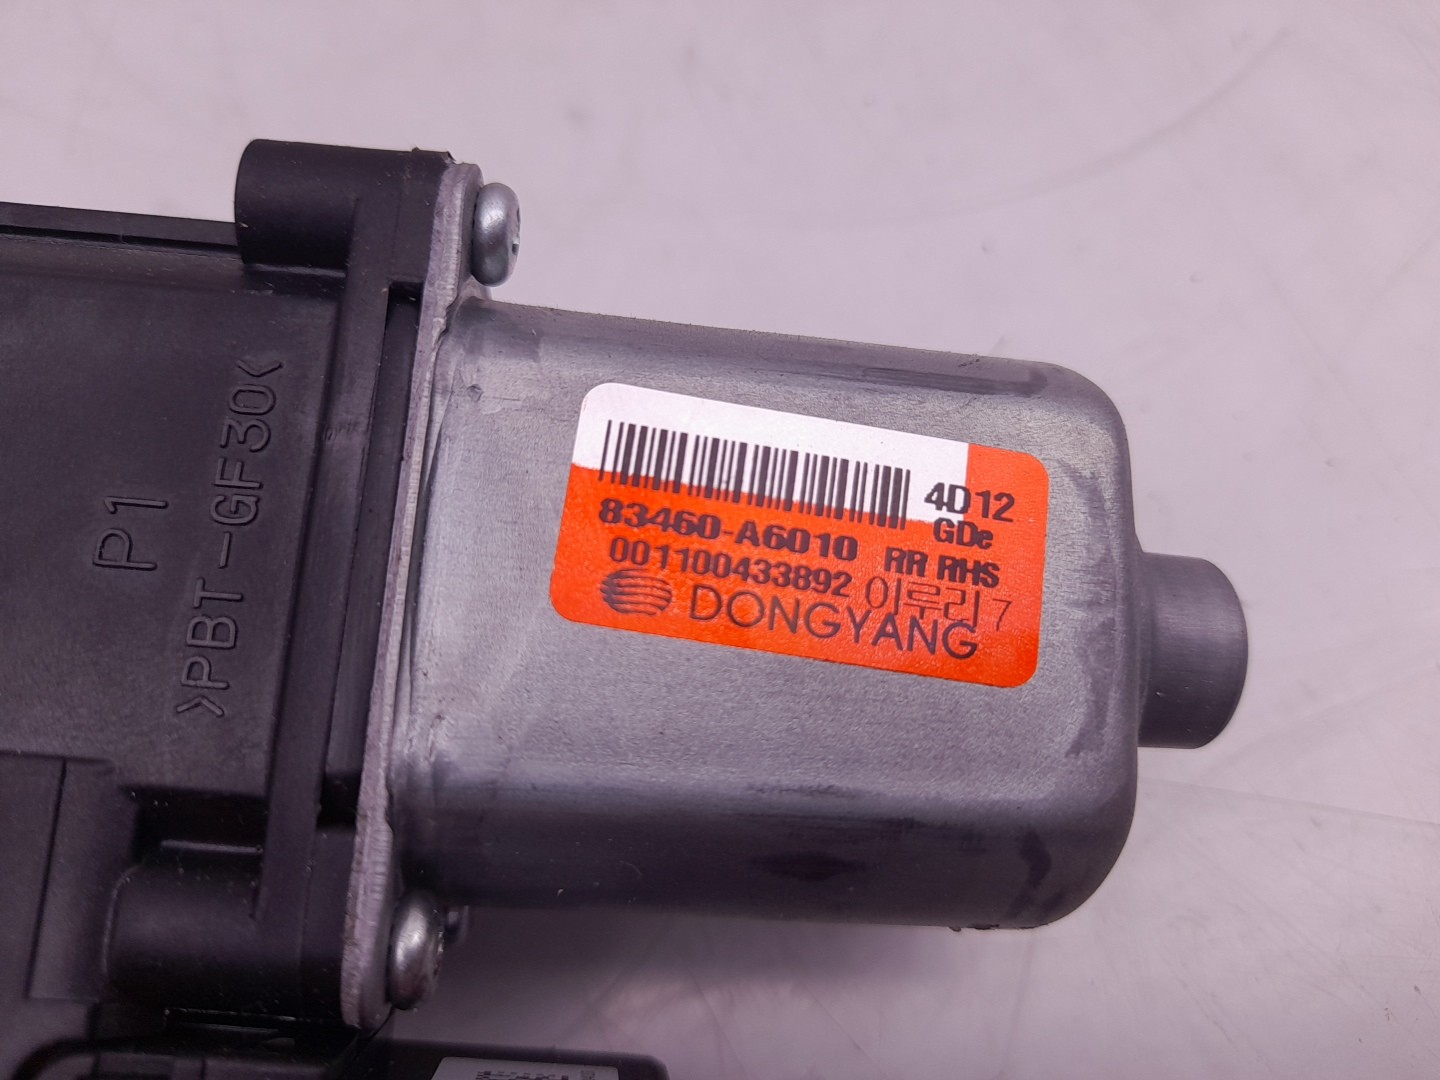 4D12
GDe
83460-A6010 RR RHS
001100433892 이루리7
DONGYANG
P1
>PBT-GF30<